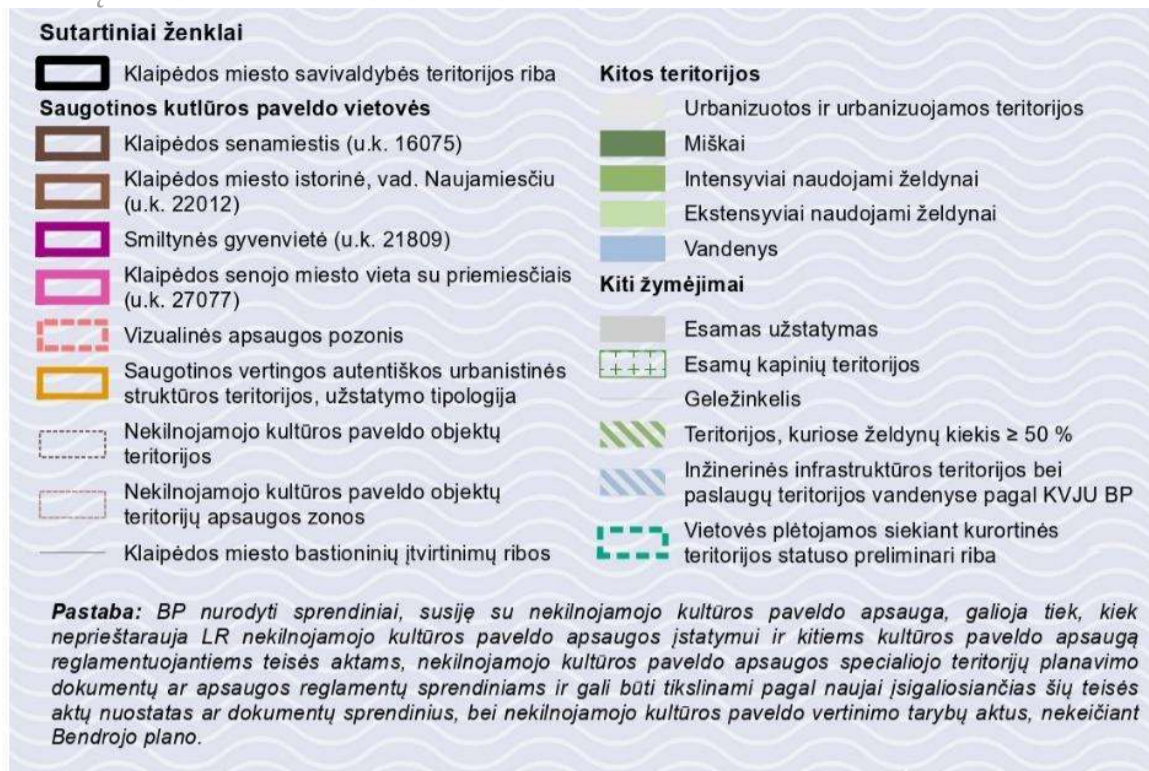 Sutartiniai ženklai
Klaipėdos miesto savivaldybės teritorijos riba
Saugotinos kutlūros paveldo vietovės
Klaipėdos senamiestis (u.k. 16075)
Klaipėdos miesto istorinė, vad. Naujamiesčiu
(u.k. 22012)
Smiltynės gyvenvietė (u.k. 21809)
Klaipėdos senojo miesto vieta su priemiesčiais
(u.k. 27077)
Vizualinės apsaugos pozonis
Saugotinos vertingos autentiškos urbanistinės
struktūros teritorijos, užstatymo tipologija
Nekilnojamojo kultūros paveldo objektų
teritorijos
Nekilnojamojo kultūros paveldo objektų
teritorijų apsaugos zonos
Klaipėdos miesto bastioninių įtvirtinimų ribos
Kitos teritorijos
Urbanizuotos ir urbanizuojamos teritorijos
Miškai
Intensyviai naudojami želdynai
Ekstensyviai naudojami želdynai
Vandenys
Kiti žymėjimai
Esamas užstatymas
Esamų kapinių teritorijos
Geležinkelis
Teritorijos, kuriose želdynų kiekis ≥ 50 %
Inžinerinės infrastruktūros teritorijos bei
paslaugų teritorijos vandenyse pagal KVJU BP
Vietovės plėtojamos siekiant kurortinės
teritorijos statuso preliminari riba
Pastaba: BP nurodyti sprendiniai, susiję su nekilnojamojo kultūros paveldo apsauga, galioja tiek, kiek
neprieštarauja LR nekilnojamojo kultūros paveldo apsaugos įstatymui ir kitiems kultūros paveldo apsaugą
reglamentuojantiems teisės aktams, nekilnojamojo kultūros paveldo apsaugos specialiojo teritorijų planavimo
dokumentų ar apsaugos reglamentų sprendiniams ir gali būti tikslinami pagal naujai įsigaliosiančias šių teisės
aktų nuostatas ar dokumentų sprendinius, bei nekilnojamojo kultūros paveldo vertinimo tarybų aktus, nekeičiant
Bendrojo plano.